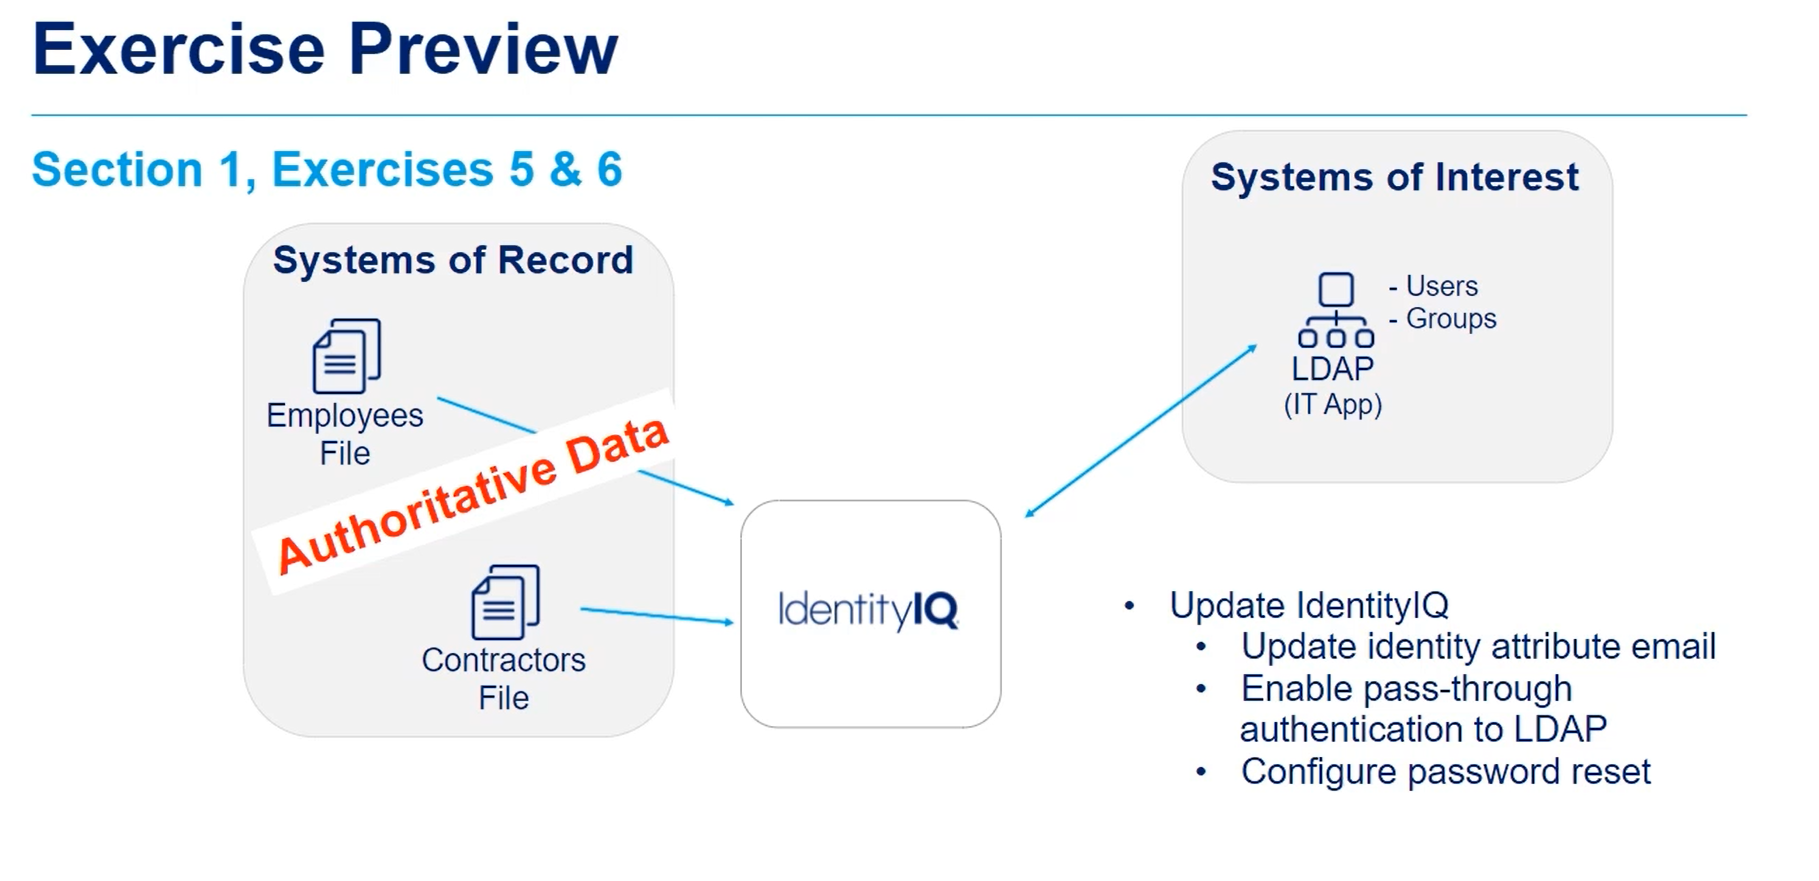 Exercise Preview
Section 1, Exercises 5 & 6
Systems of Record
Employees
File
Authoritative Data
Contractors
File
IdentityIQ
Systems of Interest
- Users
- Groups
LDAP
(IT App)
• Update IdentityIQ
• Update identity attribute email
• Enable pass-through
authentication to LDAP
• Configure password reset